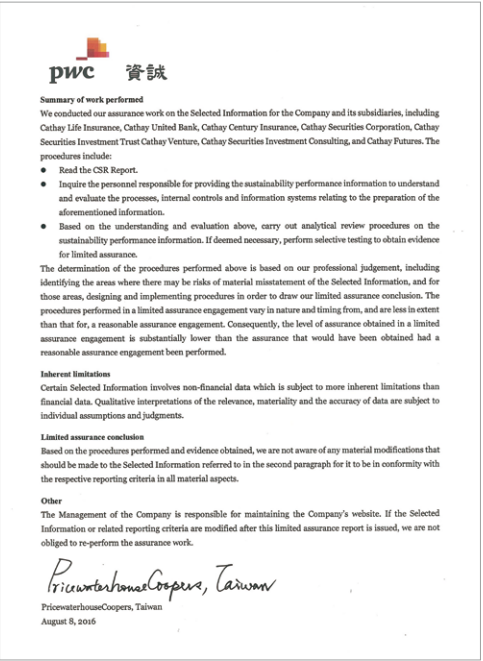 pwc 資誠
Summary of work performed
We conducted our assurance work on the Selected Information for the Company and its subsidiaries, including
Cathay Life Insurance, Cathay United Bank, Cathay Century Insurance, Cathay Securities Corporation, Cathay
Securities Investment Trust Cathay Venture, Cathay Securities Investment Consulting, and Cathay Futures. The
procedures include:
● Read the CSR Report.
● Inquire the personnel responsible for providing the sustainability performance information to understand
and evaluate the processes, internal controls and information systems relating to the preparation of the
aforementioned information.
● Based on the understanding and evaluation above, carry out analytical review procedures on the
sustainability performance information. If deemed necessary, perform selective testing to obtain evidence
for limited assurance.
The determination of the procedures performed above is based on our professional judgement, including
identifying the areas where there may be risks of material misstatement of the Selected Information, and for
those areas, designing and implementing procedures in order to draw our limited assurance conclusion. The
procedures performed in a limited assurance engagement vary in nature and timing from, and are less in extent
than that for, a reasonable assurance engagement. Consequently, the level of assurance obtained in a limited
assurance engagement is substantially lower than the assurance that would have been obtained had a
reasonable assurance engagement been performed.
Inherent limitations
Certain Selected Information involves non-financial data which is subject to more inherent limitations than
financial data. Qualitative interpretations of the relevance, materiality and the accuracy of data are subject to
individual assumptions and judgments.
Limited assurance conclusion
Based on the procedures performed and evidence obtained, we are not aware of any material modifications that
should be made to the Selected Information referred to in the second paragraph for it to be in conformity with
the respective reporting criteria in all material aspects.
Other
The Management of the Company is responsible for maintaining the Company's website. If the Selected
Information or related reporting criteria are modified after this limited assurance report is issued, we are not
obliged to re-perform the assurance work.
PricewaterhouseCoopers, Taiwan
PricewaterhouseCoopers, Taiwan
August 8, 2016